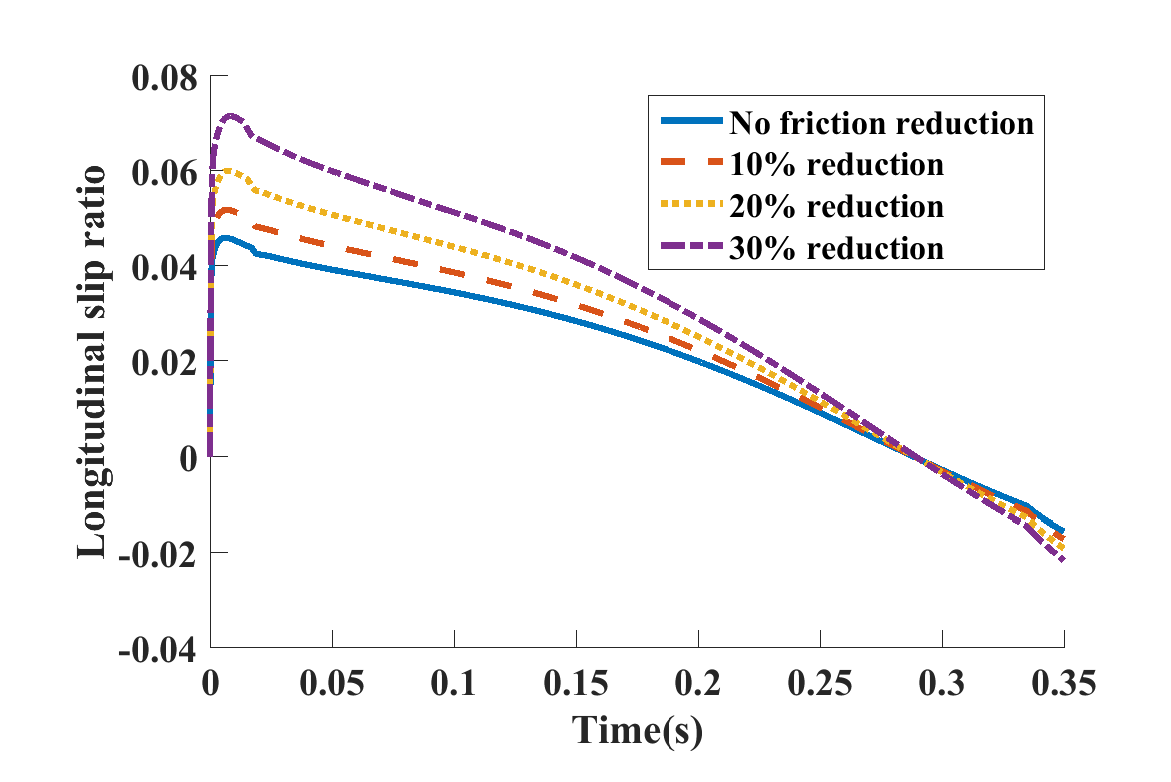 0.08
0.06
0.04
0.02
0
-0.02
-0.04
Longitudinal slip ratio
No friction reduction
10% reduction
20% reduction
30% reduction
0 0.05 0.1 0.15 0.2 0.25 0.3 0.35
Time(s)